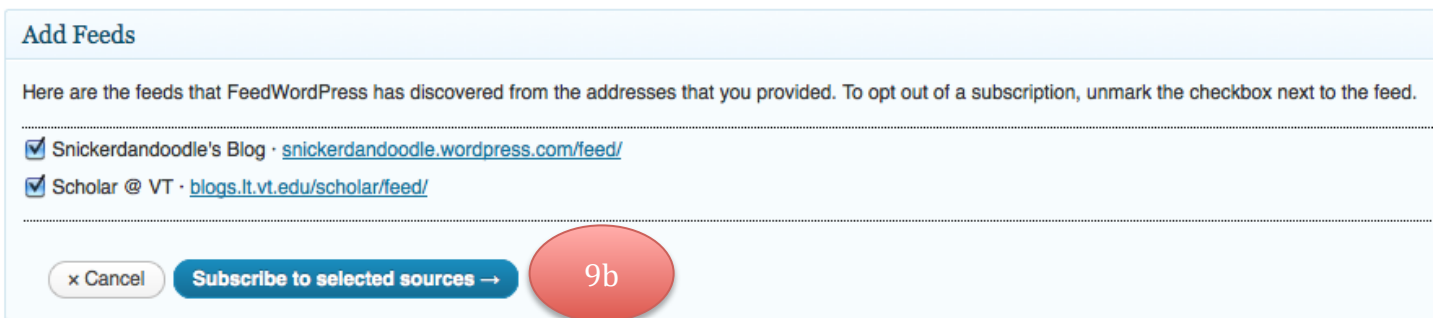 Add Feeds
Here are the feeds that FeedWordPress has discovered from the addresses that you provided. To opt out of a subscription, unmark the checkbox next to the feed.
Snickerdandoodle's Blog · snickerdandoodle.wordpress.com/feed/
Scholar @ VT · blogs.lt.vt.edu/scholar/feed/
× Cancel Subscribe to selected sources → 9b